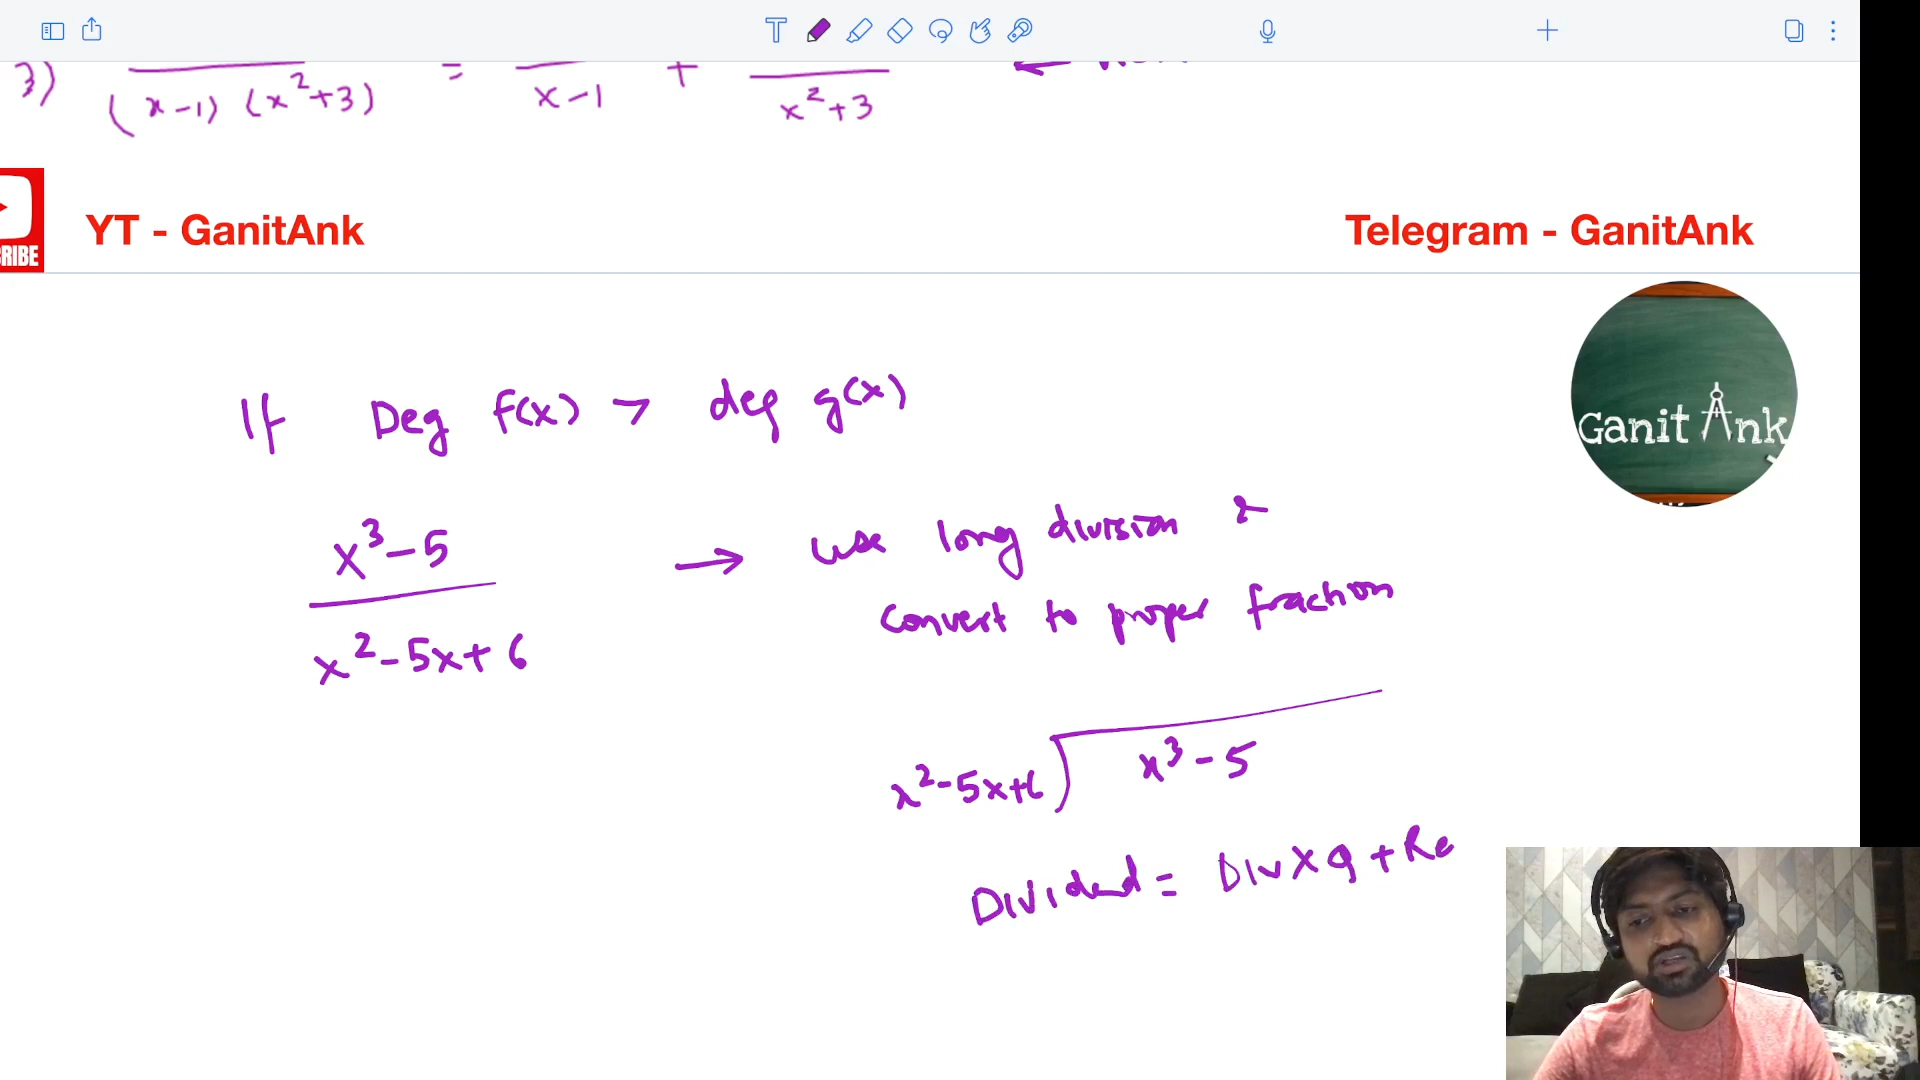 3) (x-1) (x²+3) = x-1 + x²+3 ←
RIBE
YT - GanitAnk
Telegram - GanitAnk
If Deg f(x) > deg g(x)
Ganit Ank
x³-5
→ use long division &
convert to proper fraction
x²-5x+6
x²-5x+6 ) x³-5
Dividend = Div X Q + Re